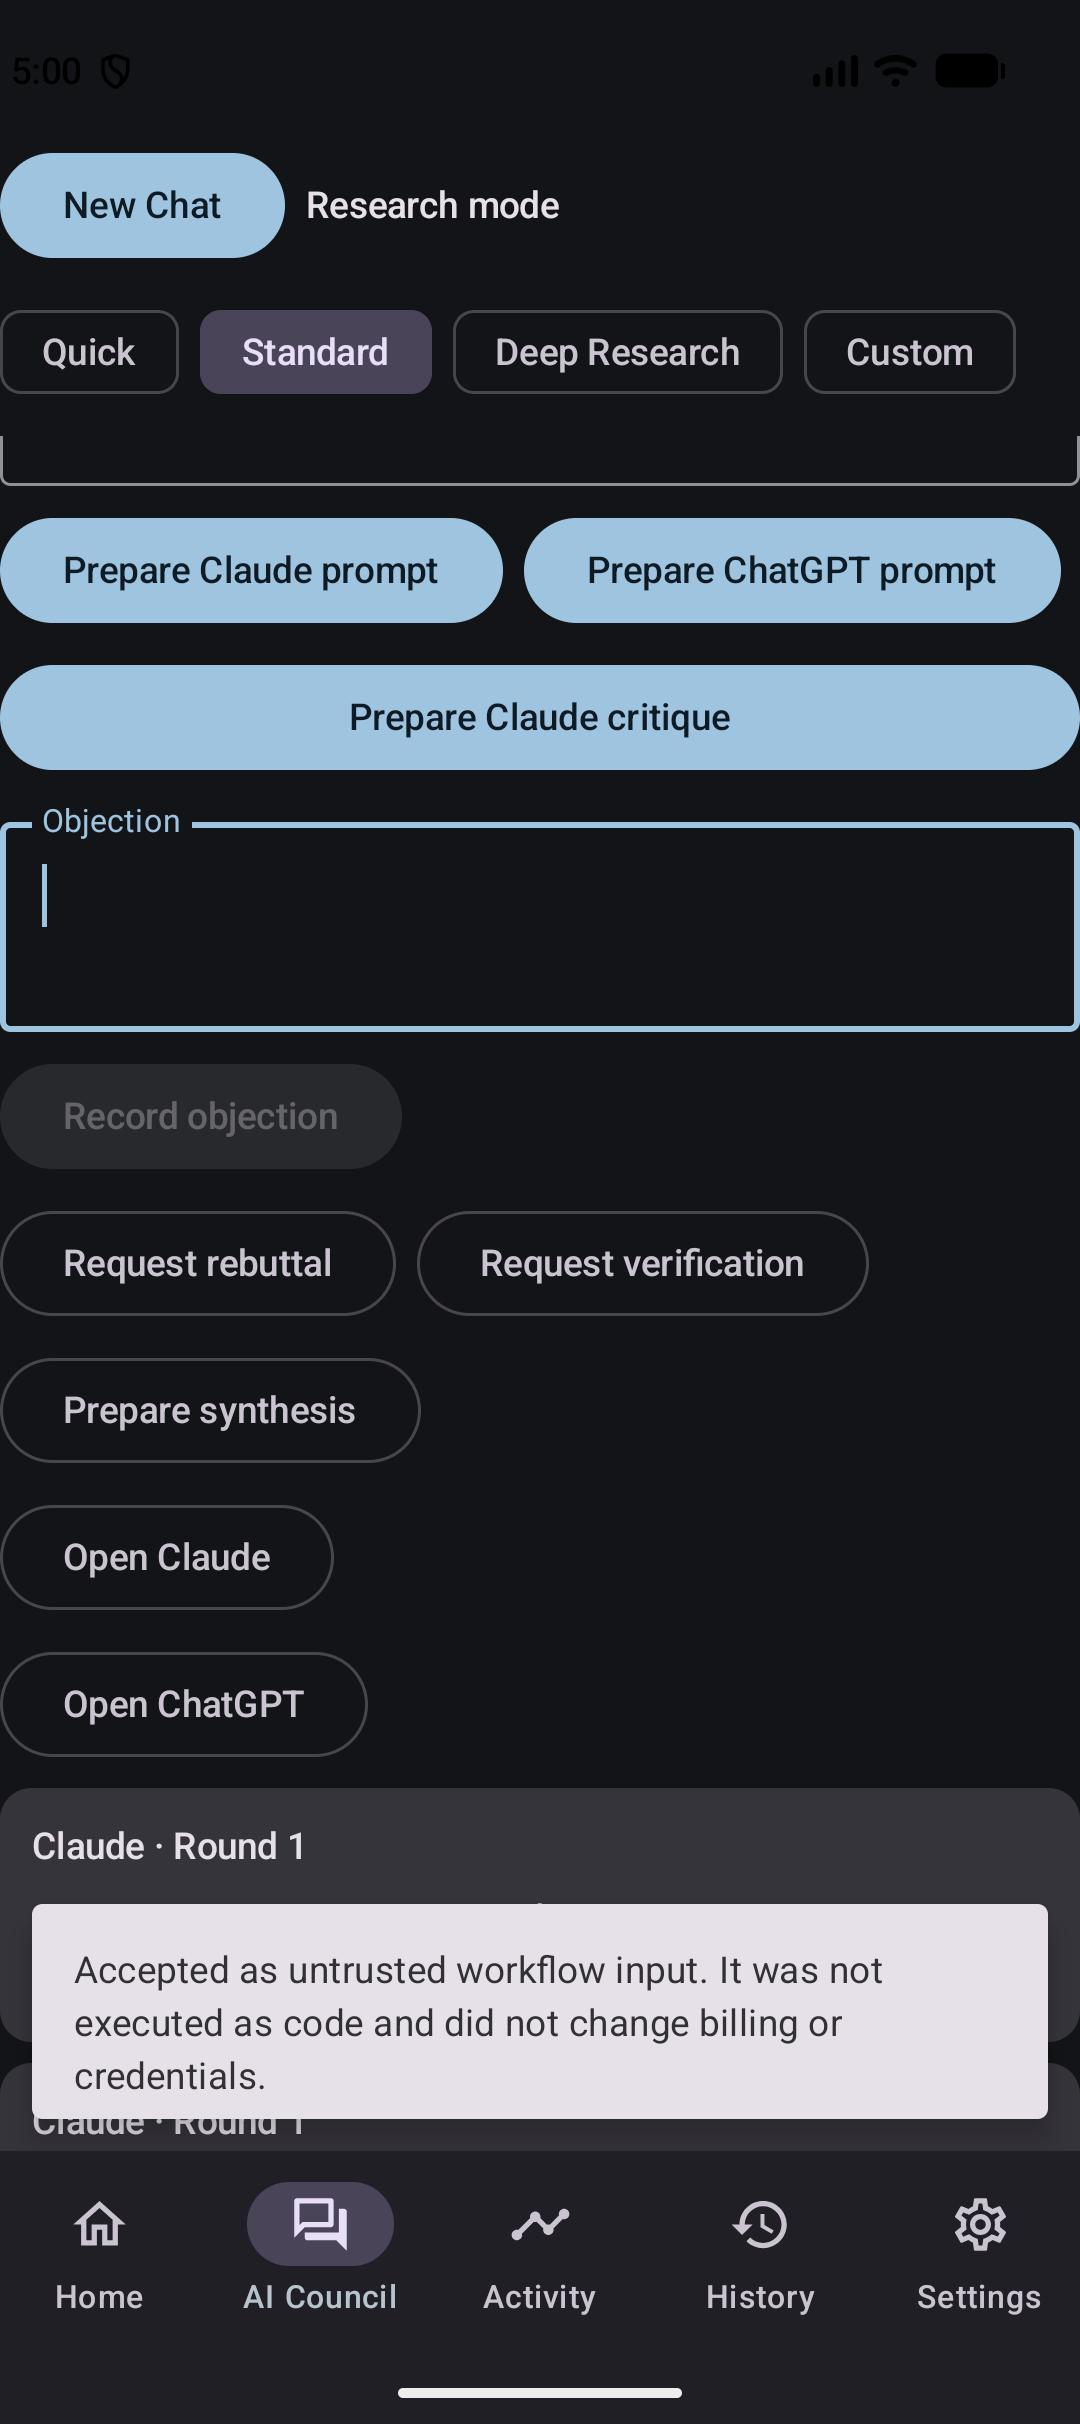 5:00
New Chat
Research mode
Quick
Standard
Deep Research
Custom
Prepare Claude prompt
Prepare ChatGPT prompt
Prepare Claude critique
Objection
Record objection
Request rebuttal
Request verification
Prepare synthesis
Open Claude
Open ChatGPT
Claude · Round 1
Accepted as untrusted workflow input. It was not
executed as code and did not change billing or
credentials.
Claude · Round 1
Home
AI Council
Activity
History
Settings